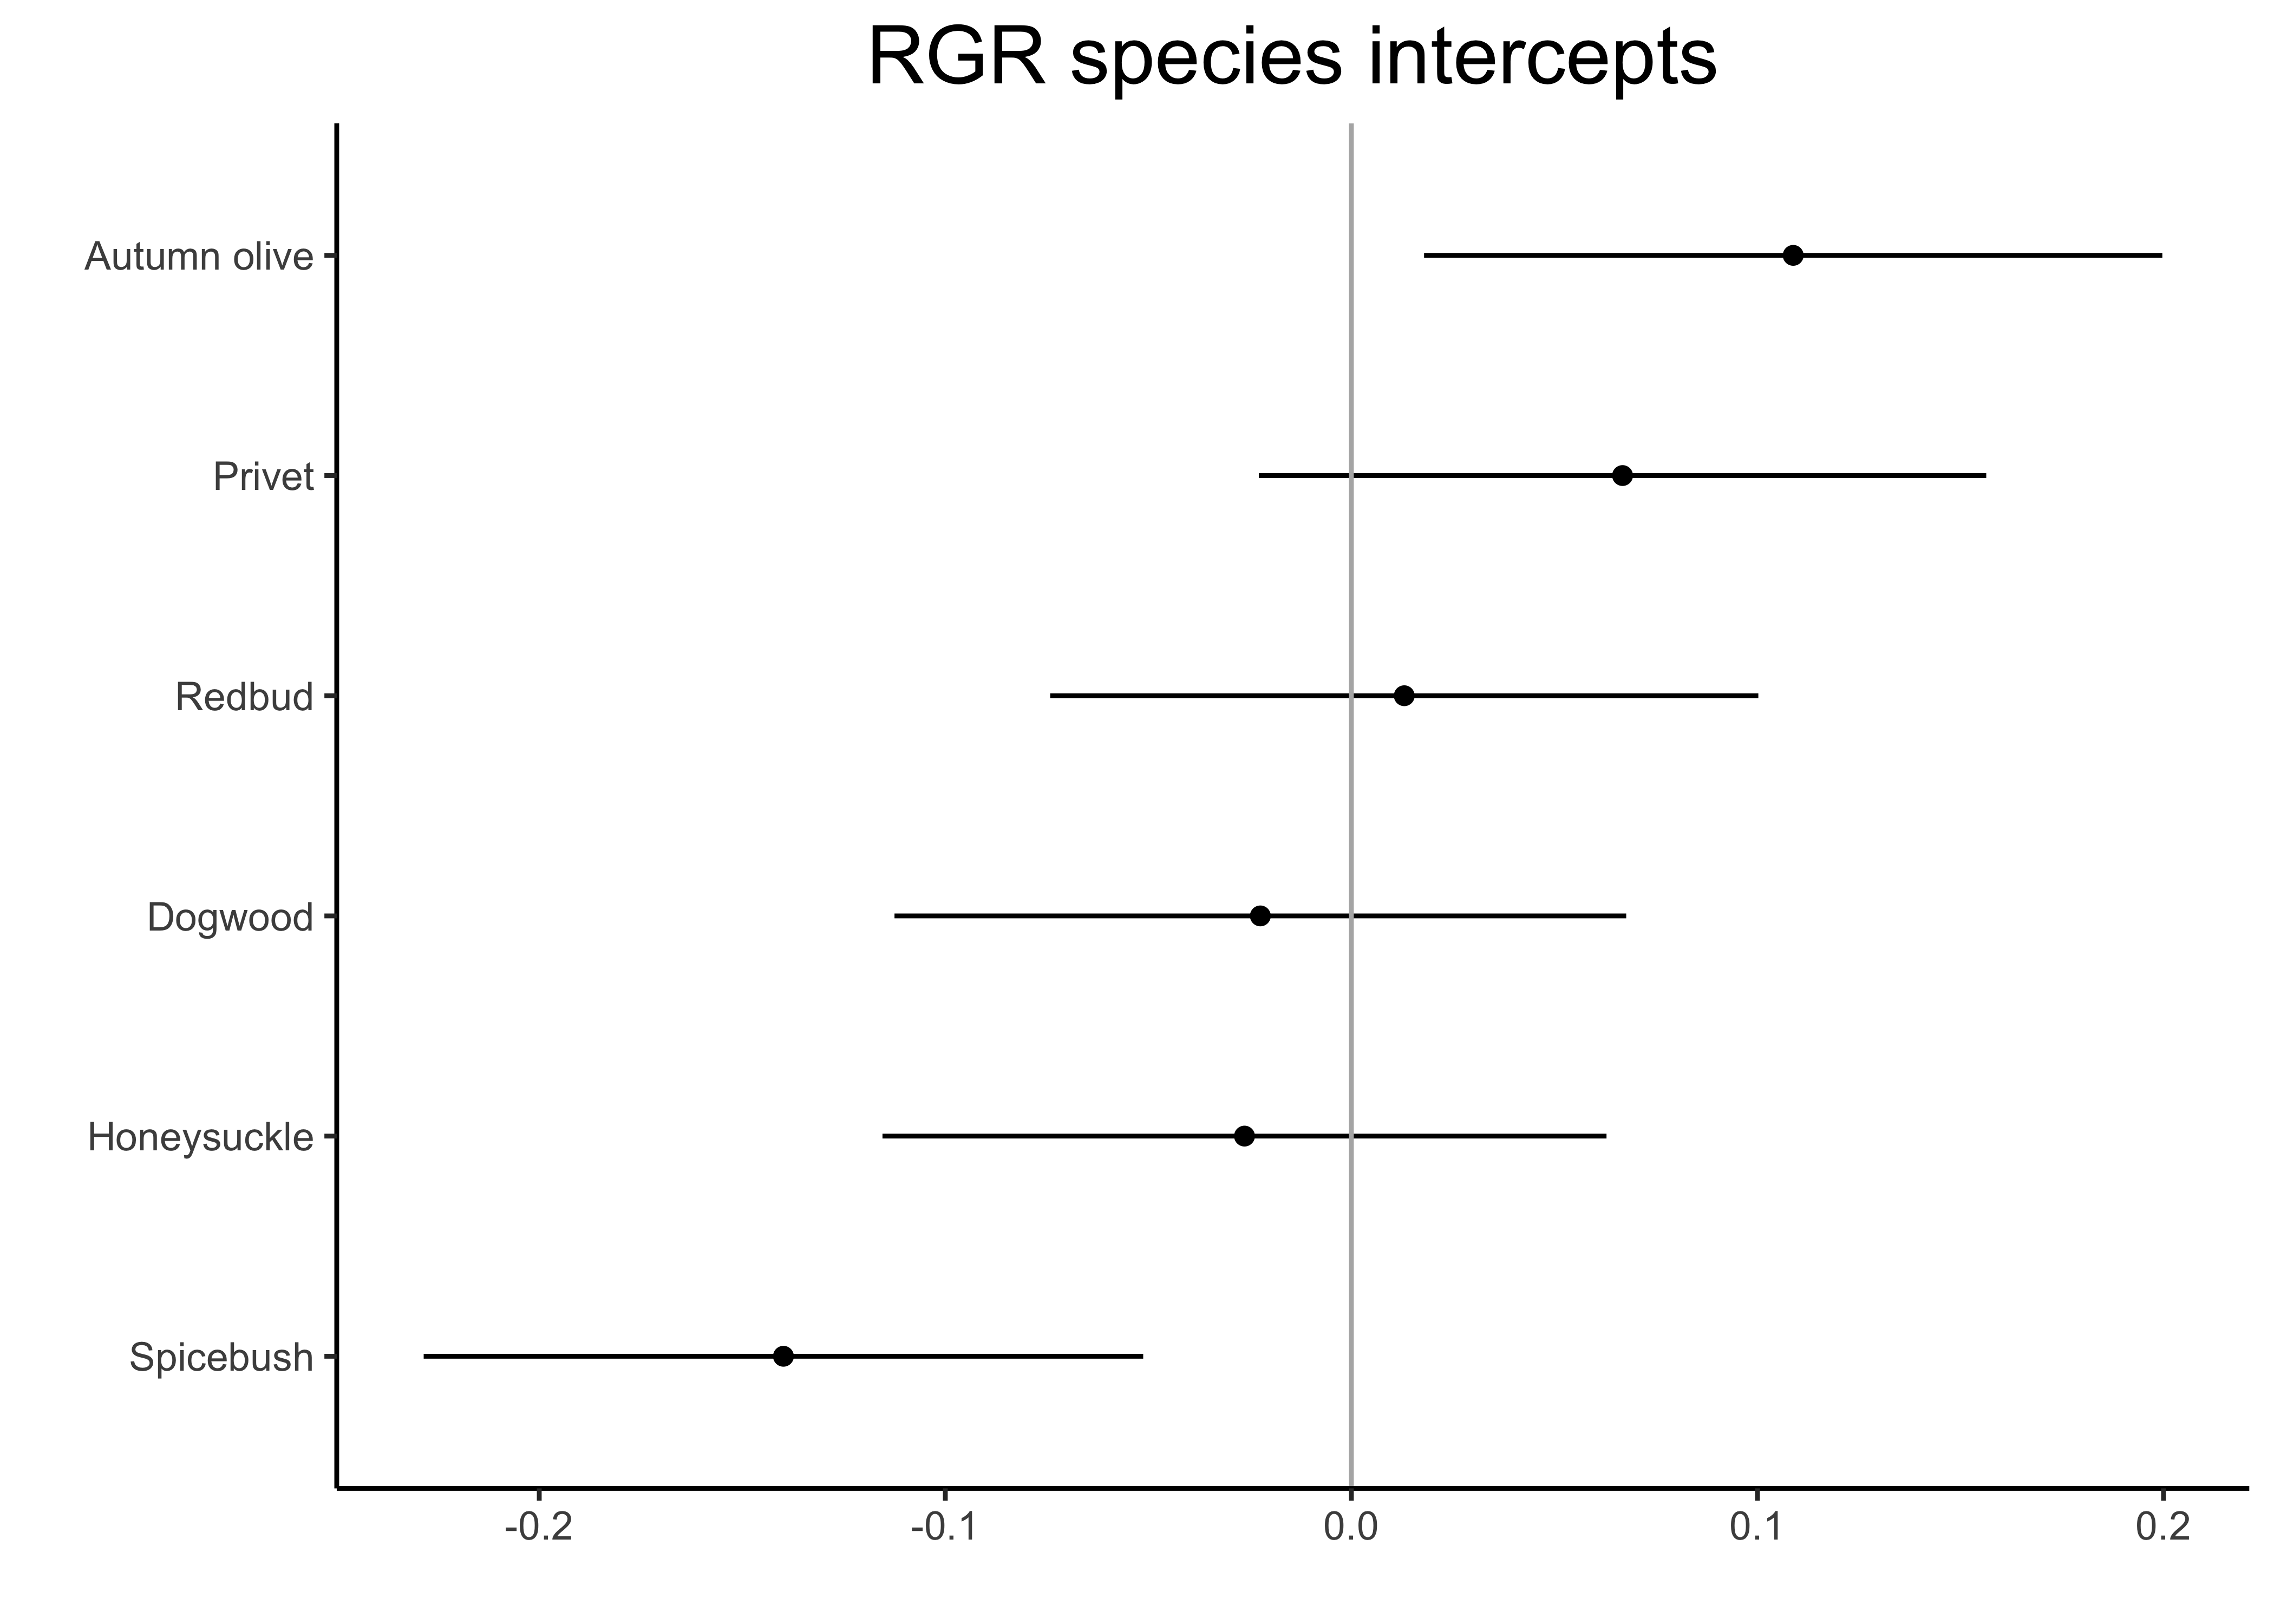 RGR species intercepts
Autumn olive
Privet
Redbud
Dogwood
Honeysuckle
Spicebush
-0.2 -0.1 0.0 0.1 0.2